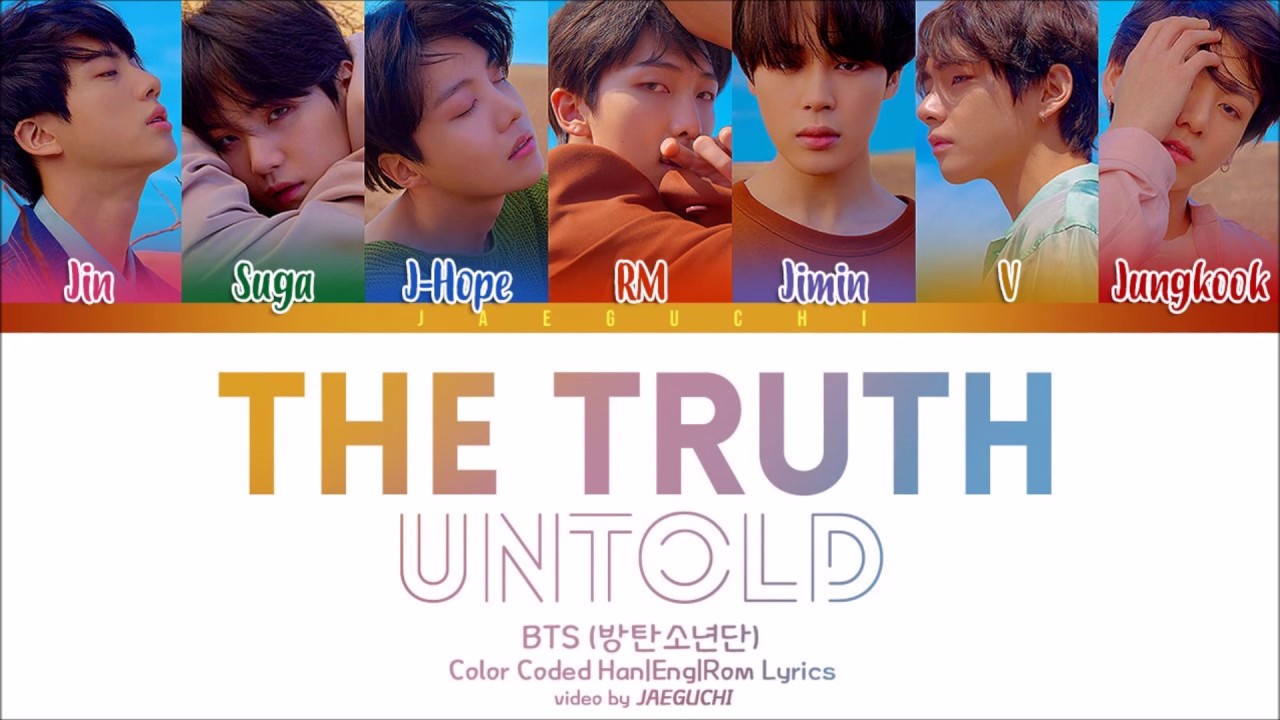 Jin Suga J-Hope RM Jimin V Jungkook
JAEGUCHI
THE TRUTH
UNTOLD
BTS (방탄소년단)
Color Coded Han|Eng|Rom Lyrics
video by JAEGUCHI